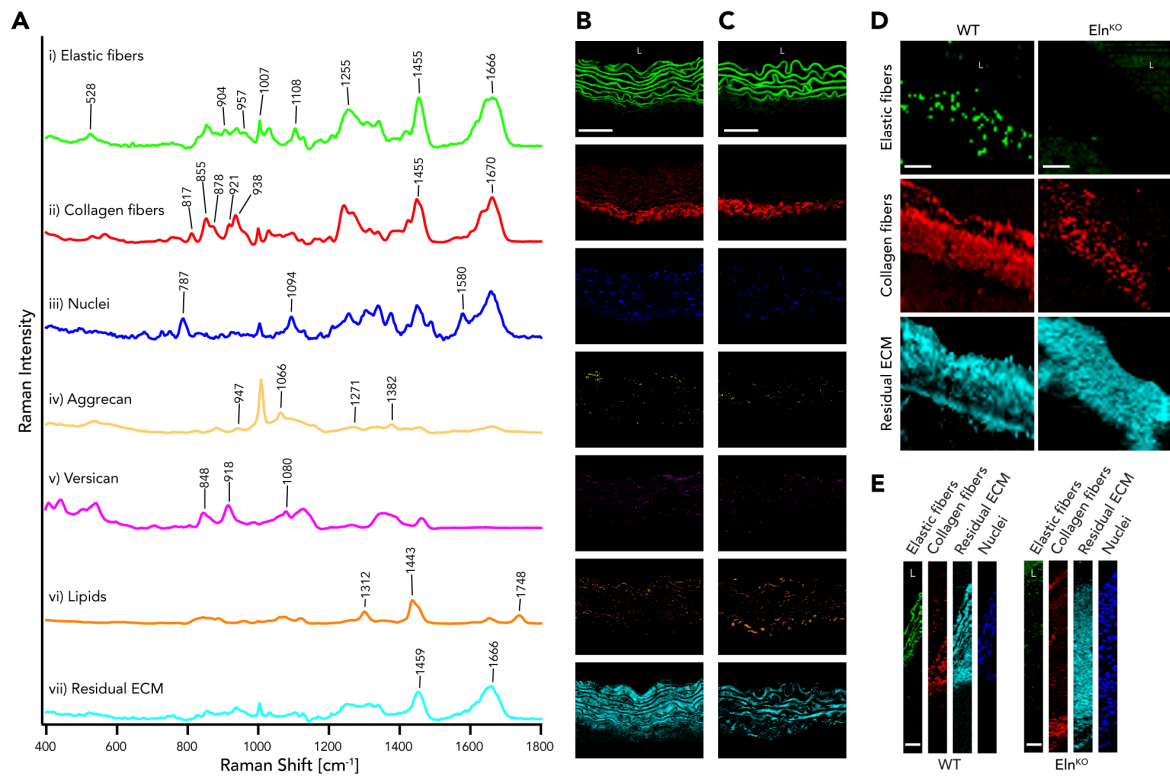 A
B
C
D
WT
Eln^KO
i) Elastic fibers
528
904
957
1007
1108
1255
1455
1666
L
L
L
L
Elastic fibers
ii) Collagen fibers
817
855
878
921
938
1455
1670
Collagen fibers
iii) Nuclei
787
1094
1580
Residual ECM
iv) Aggrecan
947
1066
1271
1382
v) Versican
848
918
1080
vi) Lipids
1312
1443
1748
vii) Residual ECM
1459
1666
Raman Intensity
400
600
800
1000
1200
1400
1600
1800
Raman Shift [cm⁻¹]
E
Elastic fibers
Collagen fibers
Residual ECM
Nuclei
Elastic fibers
Collagen fibers
Residual ECM
Nuclei
L
L
WT
Eln^KO